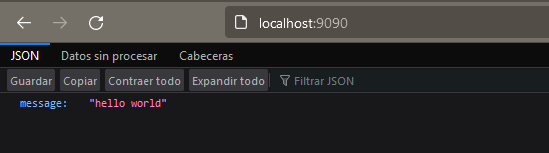 localhost:9090
JSON Datos sin procesar Cabeceras
Guardar Copiar Contraer todo Expandir todo Filtrar JSON
message: "hello world"